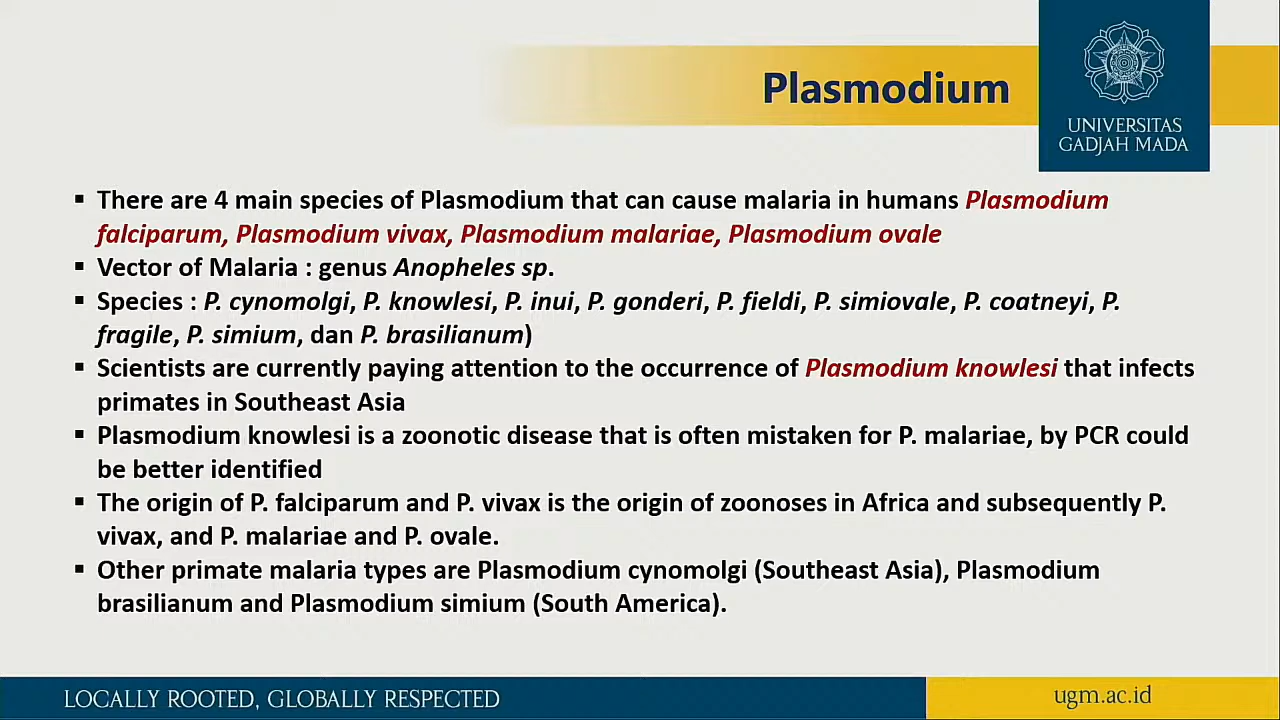 Plasmodium
UNIVERSITAS
GADJAH MADA
▪ There are 4 main species of Plasmodium that can cause malaria in humans Plasmodium
falciparum, Plasmodium vivax, Plasmodium malariae, Plasmodium ovale
▪ Vector of Malaria : genus Anopheles sp.
▪ Species : P. cynomolgi, P. knowlesi, P. inui, P. gonderi, P. fieldi, P. simiovale, P. coatneyi, P.
fragile, P. simium, dan P. brasilianum)
▪ Scientists are currently paying attention to the occurrence of Plasmodium knowlesi that infects
primates in Southeast Asia
▪ Plasmodium knowlesi is a zoonotic disease that is often mistaken for P. malariae, by PCR could
be better identified
▪ The origin of P. falciparum and P. vivax is the origin of zoonoses in Africa and subsequently P.
vivax, and P. malariae and P. ovale.
▪ Other primate malaria types are Plasmodium cynomolgi (Southeast Asia), Plasmodium
brasilianum and Plasmodium simium (South America).
LOCALLY ROOTED, GLOBALLY RESPECTED
ugm.ac.id